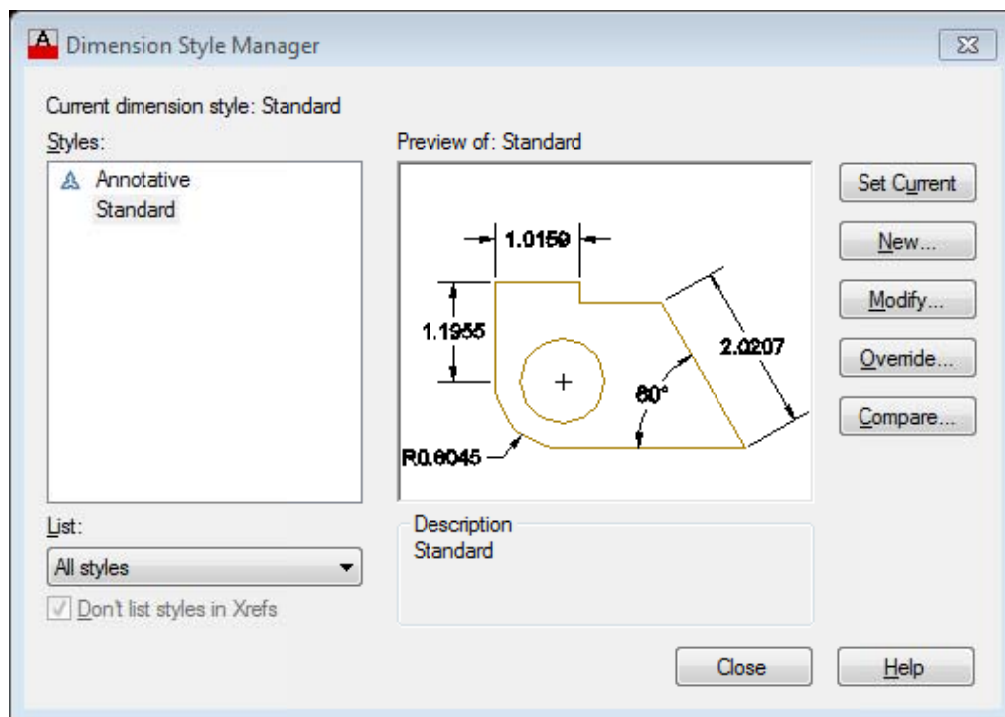 A Dimension Style Manager
Current dimension style: Standard
Styles:
Annotative
Standard
List:
All styles
Don't list styles in Xrefs
Preview of: Standard
1.0159
1.1955
2.0207
60°
R0.8045
Description
Standard
Set Current
New...
Modify...
Override...
Compare...
Close
Help